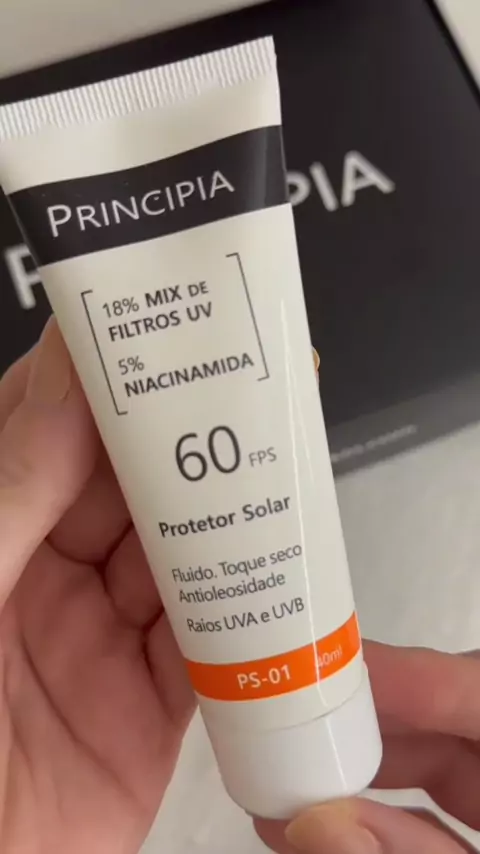 PRINCIPIA
18% MIX DE
FILTROS UV
5%
NIACINAMIDA
60 FPS
Protetor Solar
Fluido. Toque seco
Antioleosidade
Raios UVA e UVB
PS-01 40ml